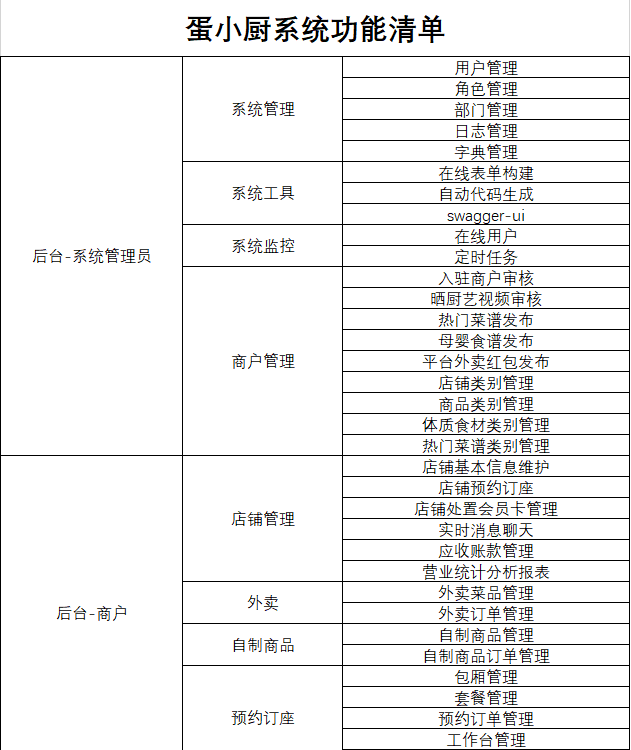 蛋小厨系统功能清单
后台-系统管理员
系统管理
用户管理
角色管理
部门管理
日志管理
字典管理
系统工具
在线表单构建
自动代码生成
swagger-ui
系统监控
在线用户
定时任务
商户管理
入驻商户审核
晒厨艺视频审核
热门菜谱发布
母婴食谱发布
平台外卖红包发布
店铺类别管理
商品类别管理
体质食材类别管理
热门菜谱类别管理
后台-商户
店铺管理
店铺基本信息维护
店铺预约订座
店铺处置会员卡管理
实时消息聊天
应收账款管理
营业统计分析报表
外卖
外卖菜品管理
外卖订单管理
自制商品
自制商品管理
自制商品订单管理
预约订座
包厢管理
套餐管理
预约订单管理
工作台管理